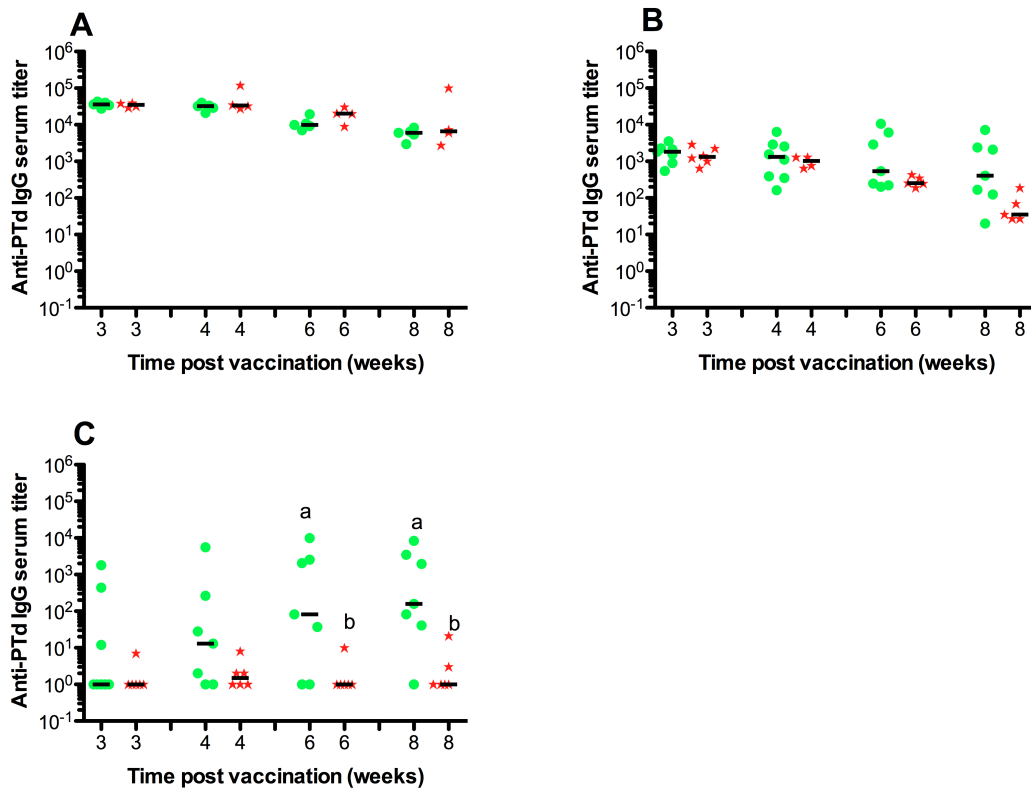 A
Anti-PTd IgG serum titer
10^6
10^5
10^4
10^3
10^2
10^1
10^0
10^-1
3 3 4 4 6 6 8 8
Time post vaccination (weeks)
B
Anti-PTd IgG serum titer
10^6
10^5
10^4
10^3
10^2
10^1
10^0
10^-1
3 3 4 4 6 6 8 8
Time post vaccination (weeks)
C
Anti-PTd IgG serum titer
10^6
10^5
10^4
10^3
10^2
10^1
10^0
10^-1
a a
b b
3 3 4 4 6 6 8 8
Time post vaccination (weeks)